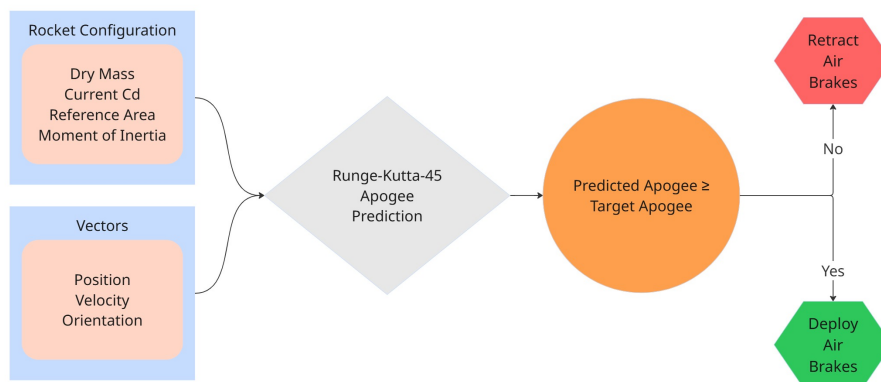 Rocket Configuration
Dry Mass
Current Cd
Reference Area
Moment of Inertia
Vectors
Position
Velocity
Orientation
Runge-Kutta-45
Apogee
Prediction
Predicted Apogee ≥
Target Apogee
Retract
Air
Brakes
No
Yes
Deploy
Air
Brakes